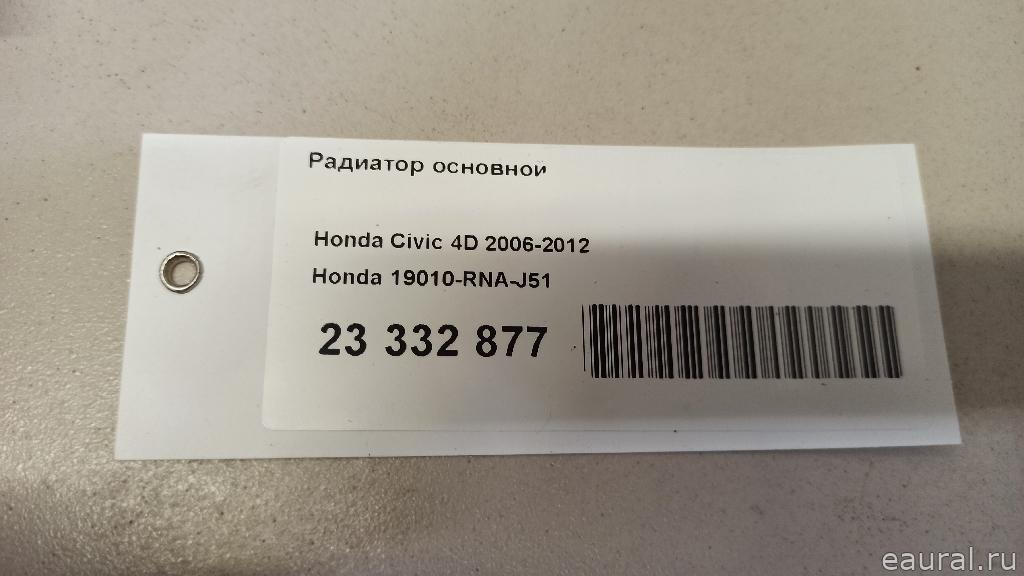 Радиатор основной
Honda Civic 4D 2006-2012
Honda 19010-RNA-J51
23 332 877
eaural.ru